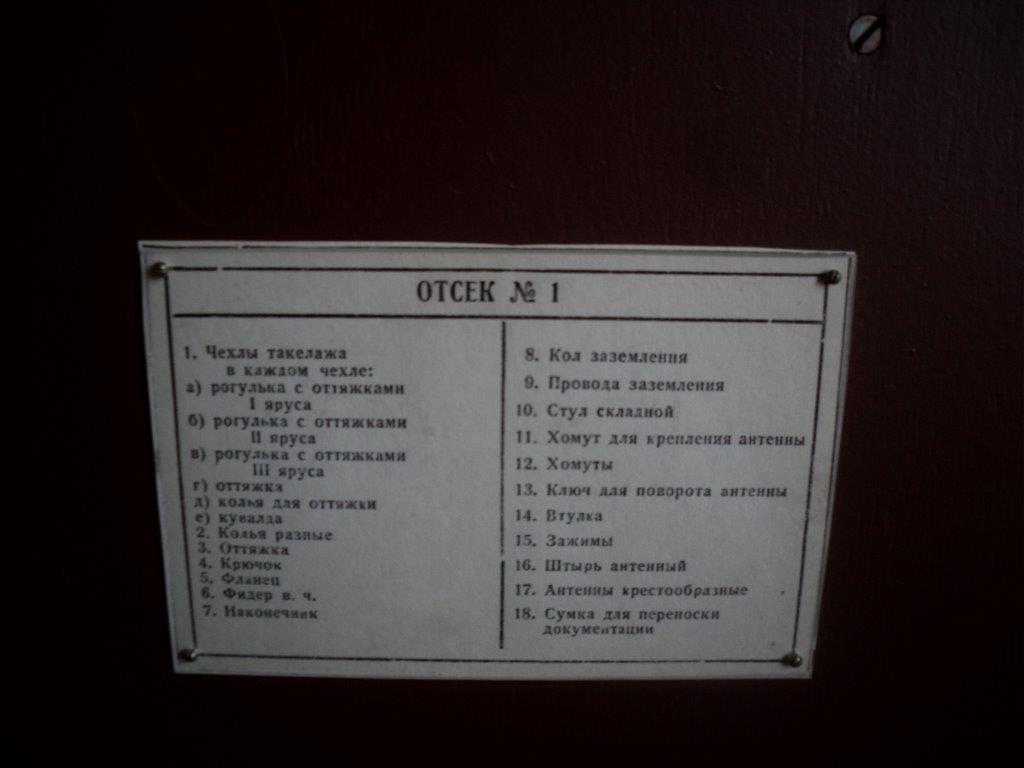 ОТСЕК № 1
1. Чехлы такелажа
в каждом чехле:
а) рогулька с оттяжками
I яруса
б) рогулька с оттяжками
II яруса
в) рогулька с оттяжками
III яруса
г) оттяжка
д) колья для оттяжки
е) кувалда
2. Колья разные
3. Оттяжка
4. Крючок
5. Фланец
6. Фидер в. ч.
7. Наконечник
8. Кол заземления
9. Провода заземления
10. Стул складной
11. Хомут для крепления антенны
12. Хомуты
13. Ключ для поворота антенны
14. Втулка
15. Зажимы
16. Штырь антенный
17. Антенны крестообразные
18. Сумка для переноски
документации